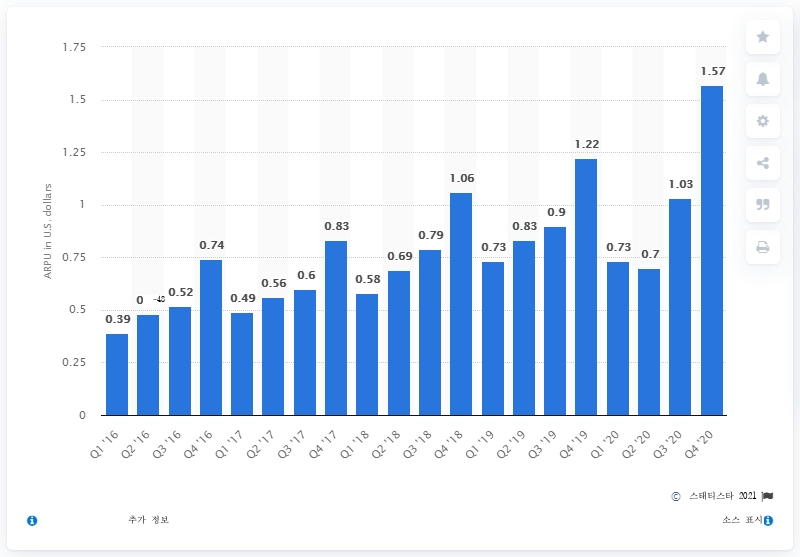 1.75
1.5
1.25
1
0.75
0.5
0.25
0
ARPU in U.S. dollars
0.39
0 -48
0.52
0.74
0.49
0.56
0.6
0.83
0.58
0.69
0.79
1.06
0.73
0.83
0.9
1.22
0.73
0.7
1.03
1.57
Q1 '16
Q2 '16
Q3 '16
Q4 '16
Q1 '17
Q2 '17
Q3 '17
Q4 '17
Q1 '18
Q2 '18
Q3 '18
Q4 '18
Q1 '19
Q2 '19
Q3 '19
Q4 '19
Q1 '20
Q2 '20
Q3 '20
Q4 '20
© 스태티스타 2021
추가 정보
소스 표시